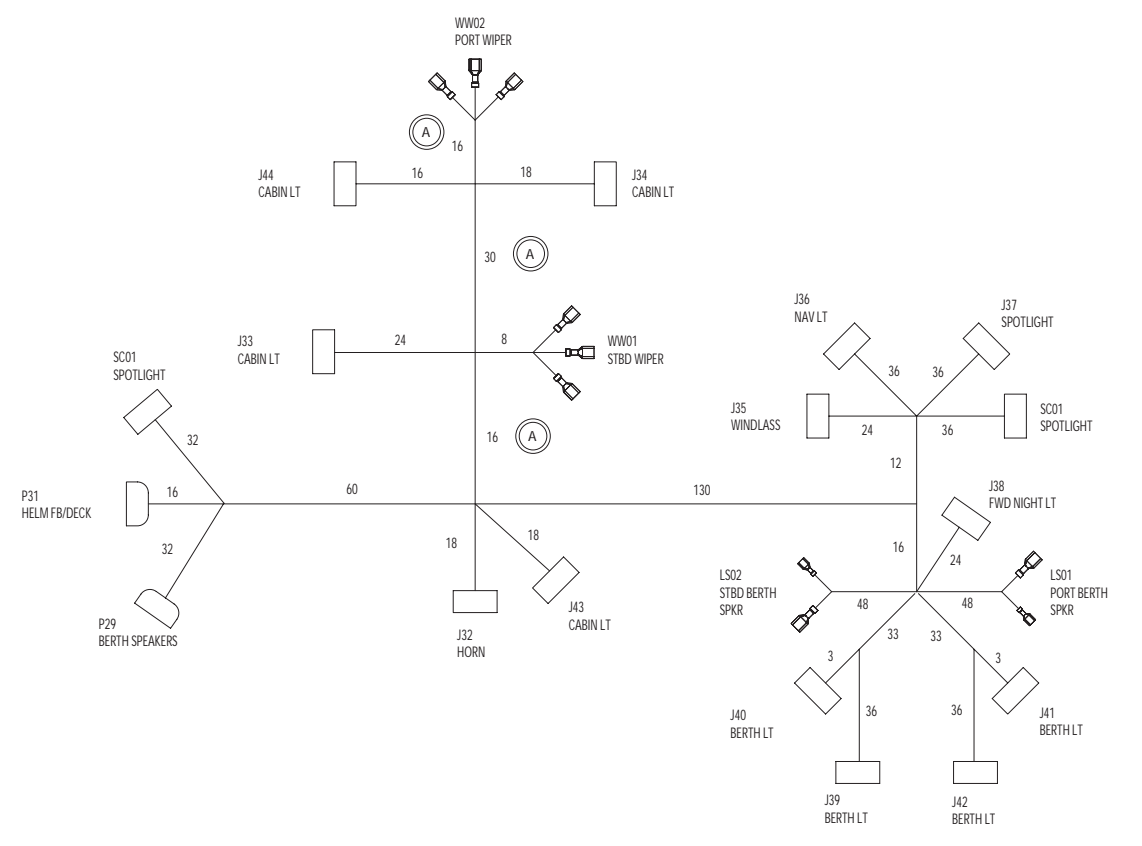 WW02
PORT WIPER
A
16
J44
CABIN LT
16
18
J34
CABIN LT
30
A
J33
CABIN LT
24
8
WW01
STBD WIPER
SC01
SPOTLIGHT
32
16
A
P31
HELM FB/DECK
16
60
130
32
P29
BERTH SPEAKERS
18
18
J32
HORN
J43
CABIN LT
J36
NAV LT
J37
SPOTLIGHT
36
36
J35
WINDLASS
24
36
SC01
SPOTLIGHT
12
J38
FWD NIGHT LT
16
24
LS02
STBD BERTH
SPKR
48
48
LS01
PORT BERTH
SPKR
33
33
3
3
J40
BERTH LT
36
36
J41
BERTH LT
J39
BERTH LT
J42
BERTH LT